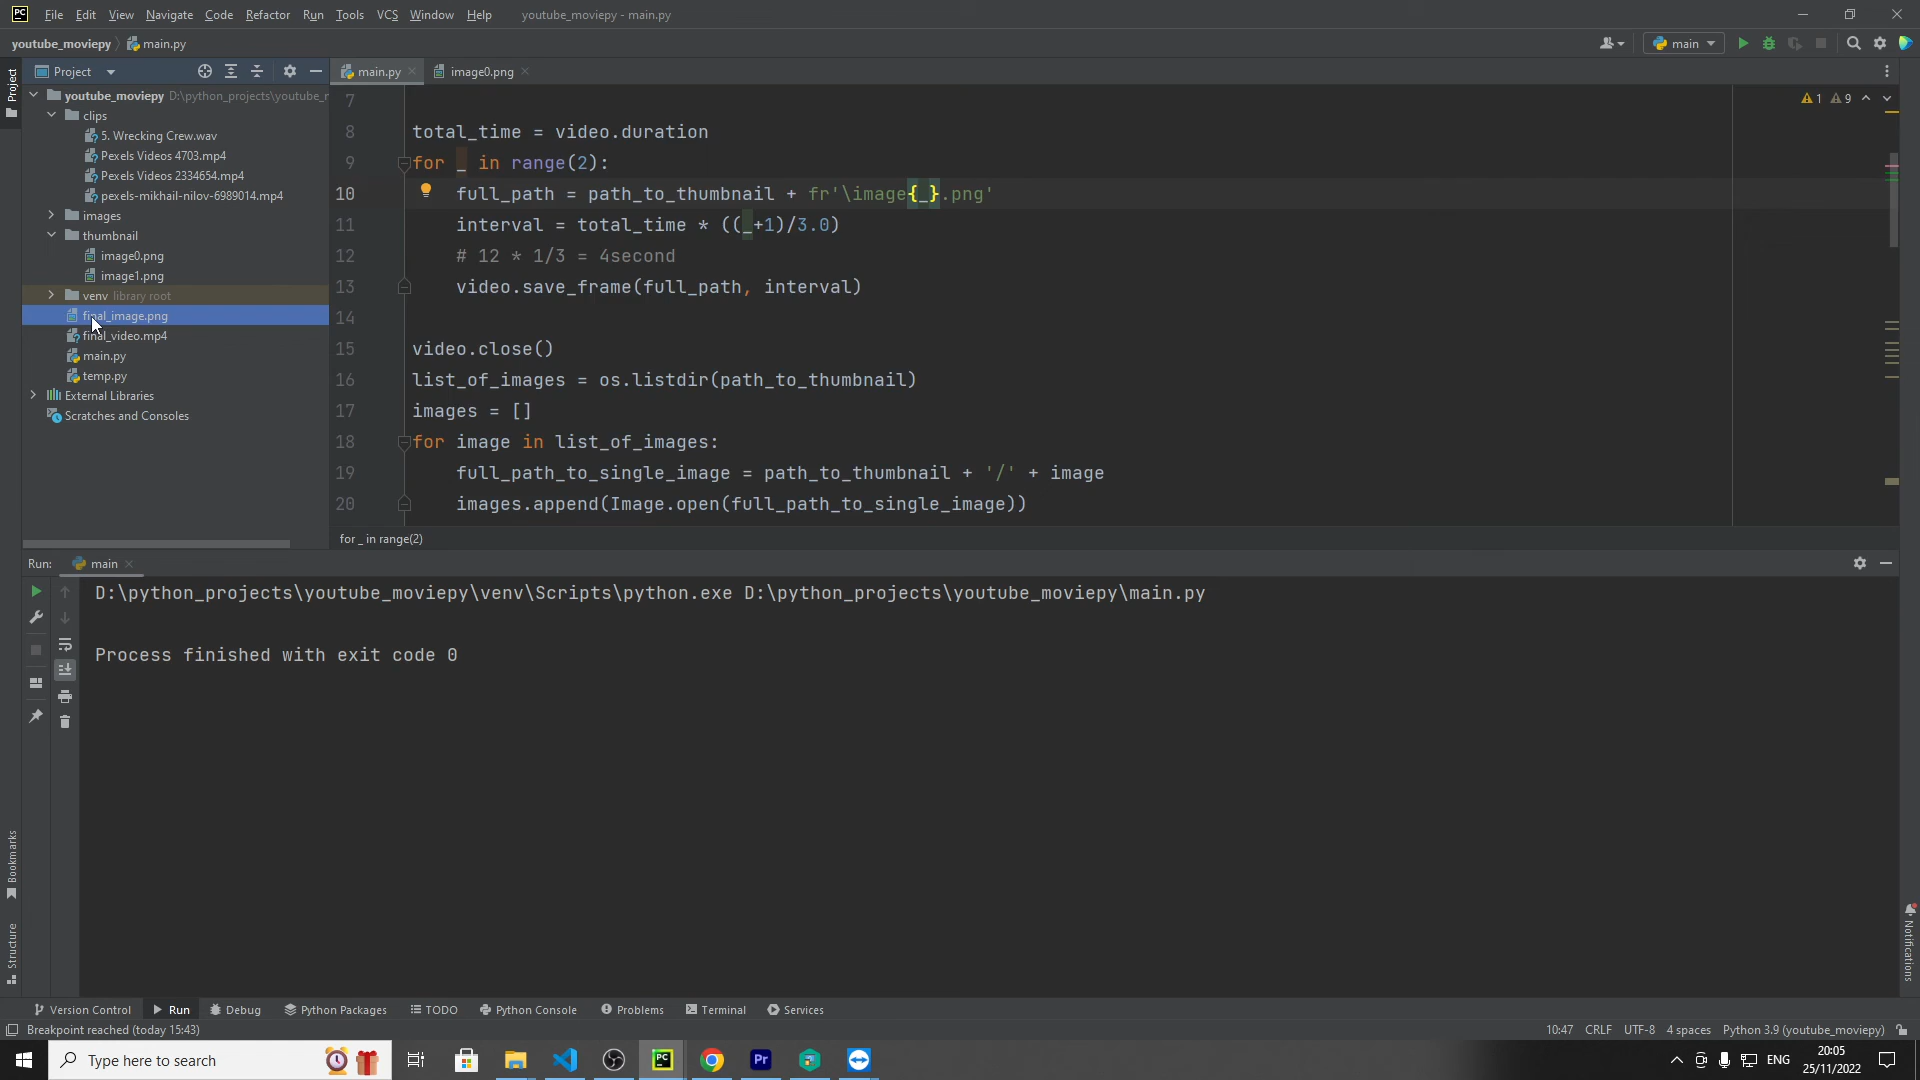 PC File Edit View Navigate Code Refactor Run Tools VCS Window Help youtube_moviepy - main.py
youtube_moviepy main.py
main
Project
Project
main.py
image0.png
youtube_moviepy D:\python_projects\youtube_r
clips
5. Wrecking Crew.wav
Pexels Videos 4703.mp4
Pexels Videos 2334654.mp4
pexels-mikhail-nilov-6989014.mp4
images
thumbnail
image0.png
image1.png
venv library root
final_image.png
final_video.mp4
main.py
temp.py
External Libraries
Scratches and Consoles
1 9
7
8 total_time = video.duration
9 for _ in range(2):
10 full_path = path_to_thumbnail + fr'\image{_}.png'
11 interval = total_time * ((_+1)/3.0)
12 # 12 * 1/3 = 4second
13 video.save_frame(full_path, interval)
14
15 video.close()
16 list_of_images = os.listdir(path_to_thumbnail)
17 images = []
18 for image in list_of_images:
19 full_path_to_single_image = path_to_thumbnail + '/' + image
20 images.append(Image.open(full_path_to_single_image))
for _ in range(2)
Run: main
D:\python_projects\youtube_moviepy\venv\Scripts\python.exe D:\python_projects\youtube_moviepy\main.py
Process finished with exit code 0
Bookmarks
Structure
Notifications
Version Control Run Debug Python Packages TODO Python Console Problems Terminal Services
Breakpoint reached (today 15:43)
10:47 CRLF UTF-8 4 spaces Python 3.9 (youtube_moviepy)
Type here to search
PC
Pr
ENG
20:05
25/11/2022